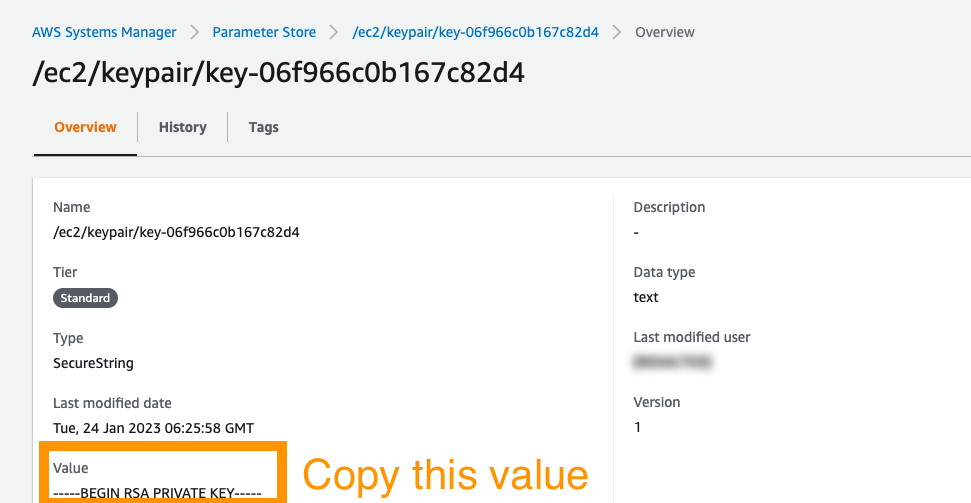 AWS Systems Manager > Parameter Store > /ec2/keypair/key-06f966c0b167c82d4 > Overview
/ec2/keypair/key-06f966c0b167c82d4
Overview History Tags
Name
/ec2/keypair/key-06f966c0b167c82d4
Tier
Standard
Type
SecureString
Last modified date
Tue, 24 Jan 2023 06:25:58 GMT
Value
-----BEGIN RSA PRIVATE KEY-----
Copy this value
Description
-
Data type
text
Last modified user
Version
1